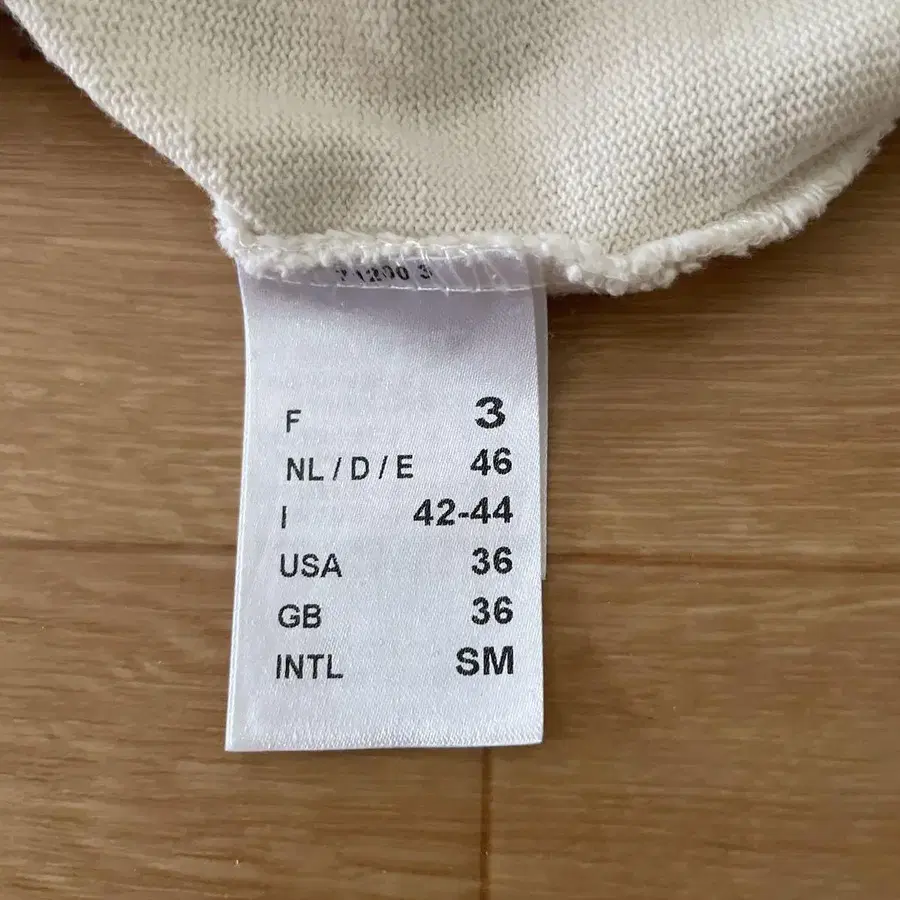 F 3
NL / D / E 46
I 42-44
USA 36
GB 36
INTL SM